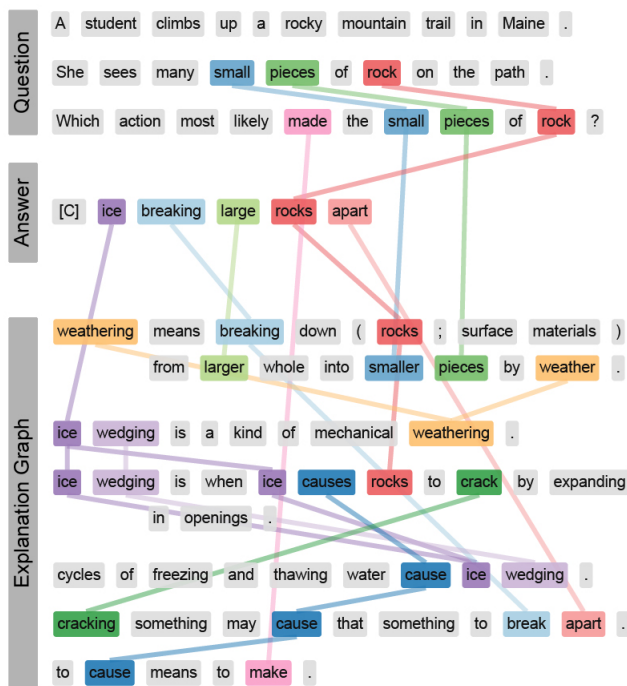 Question
A student climbs up a rocky mountain trail in Maine .
She sees many small pieces of rock on the path .
Which action most likely made the small pieces of rock ?
Answer
[C] ice breaking large rocks apart
Explanation Graph
weathering means breaking down ( rocks ; surface materials )
from larger whole into smaller pieces by weather .
ice wedging is a kind of mechanical weathering .
ice wedging is when ice causes rocks to crack by expanding
in openings .
cycles of freezing and thawing water cause ice wedging .
cracking something may cause that something to break apart .
to cause means to make .